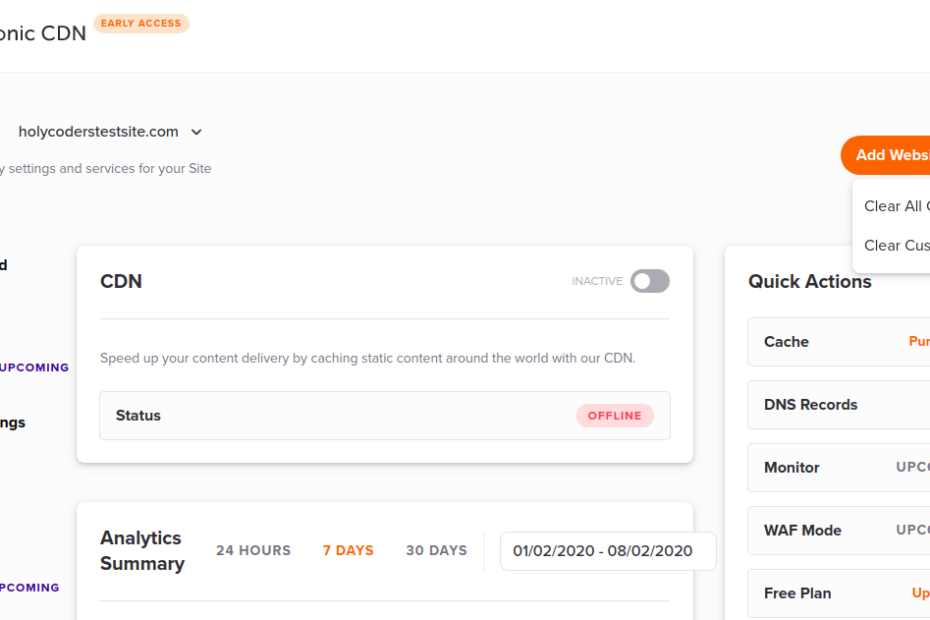 onic CDN
EARLY ACCESS
holycoderstestsite.com
y settings and services for your Site
Add Webs
Clear All
Clear Cus
d
UPCOMING
ngs
PCOMING
CDN
INACTIVE
Speed up your content delivery by caching static content around the world with our CDN.
Status
OFFLINE
Analytics
Summary
24 HOURS
7 DAYS
30 DAYS
01/02/2020 - 08/02/2020
Quick Actions
Cache
Pur
DNS Records
Monitor
UPCO
WAF Mode
UPCO
Free Plan
Up